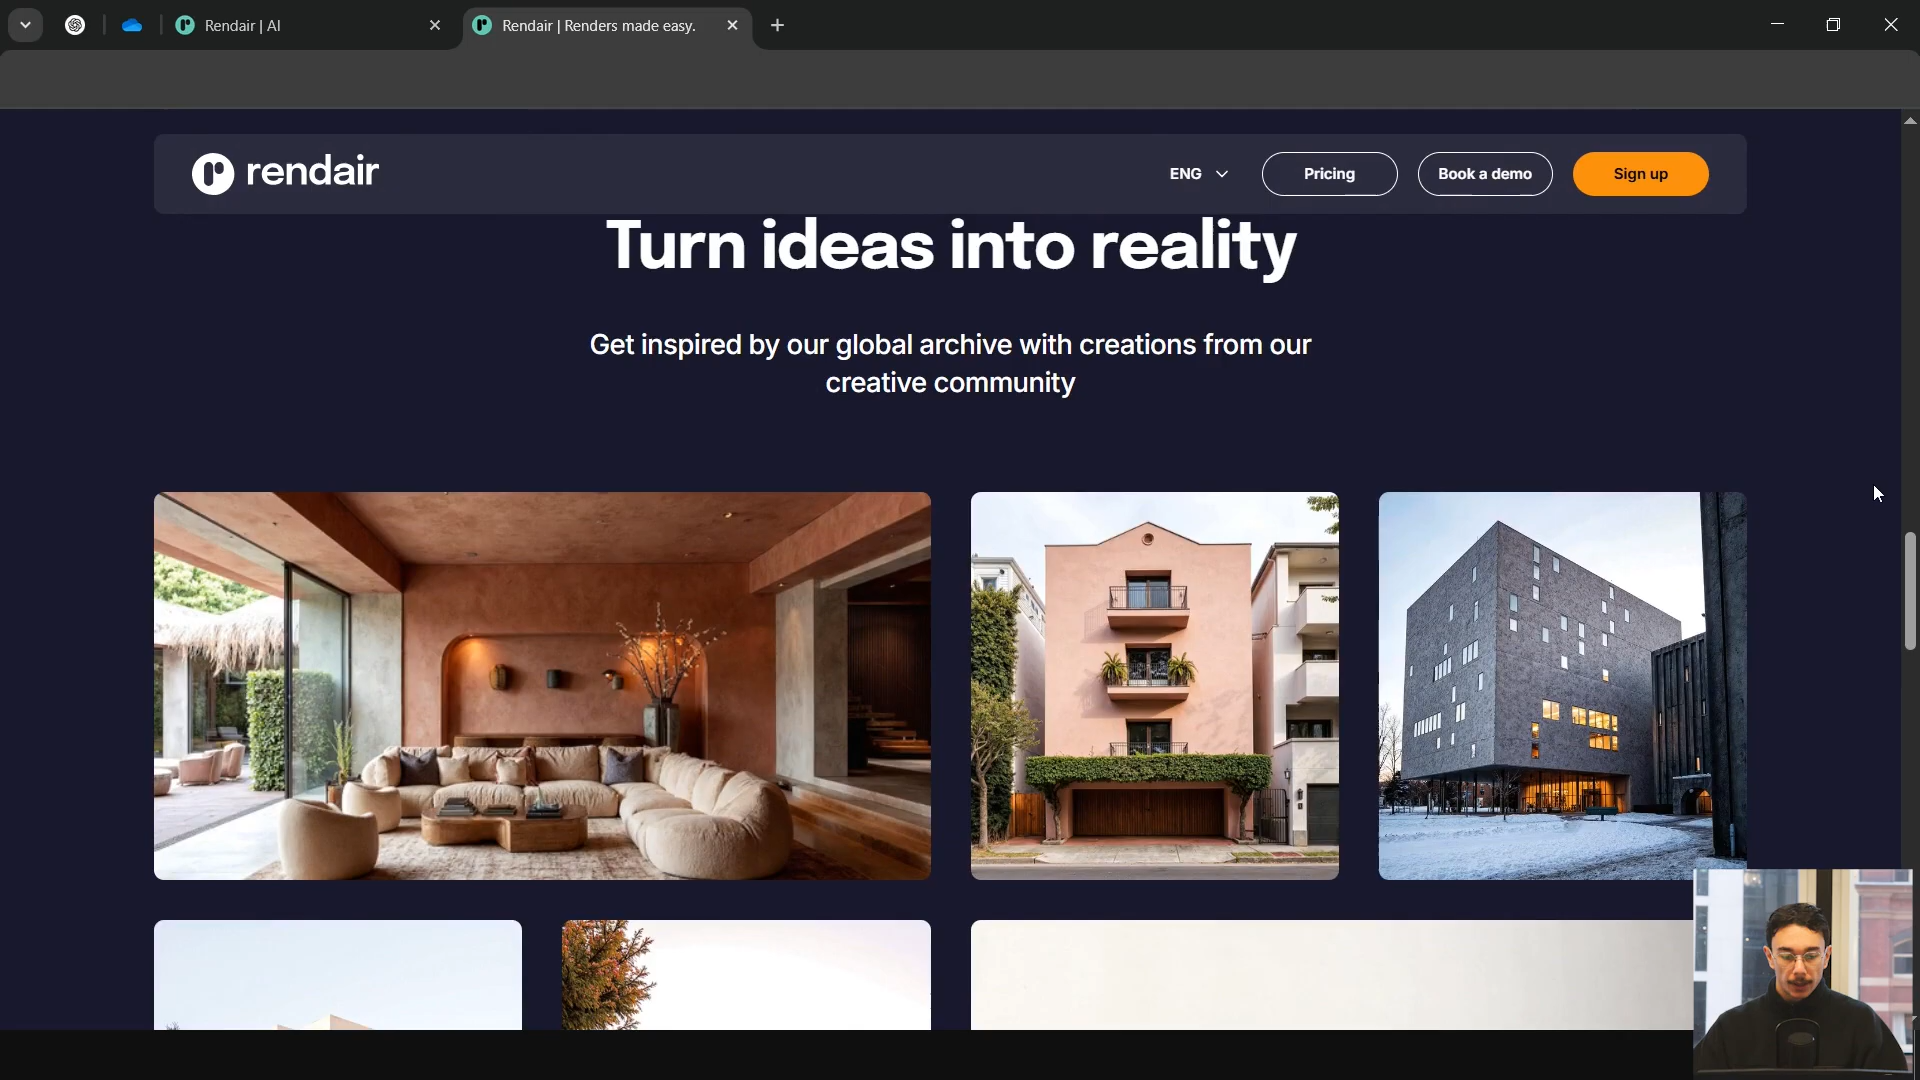 Rendair | AI
Rendair | Renders made easy.
rendair
ENG
Pricing
Book a demo
Sign up
Turn ideas into reality
Get inspired by our global archive with creations from our
creative community